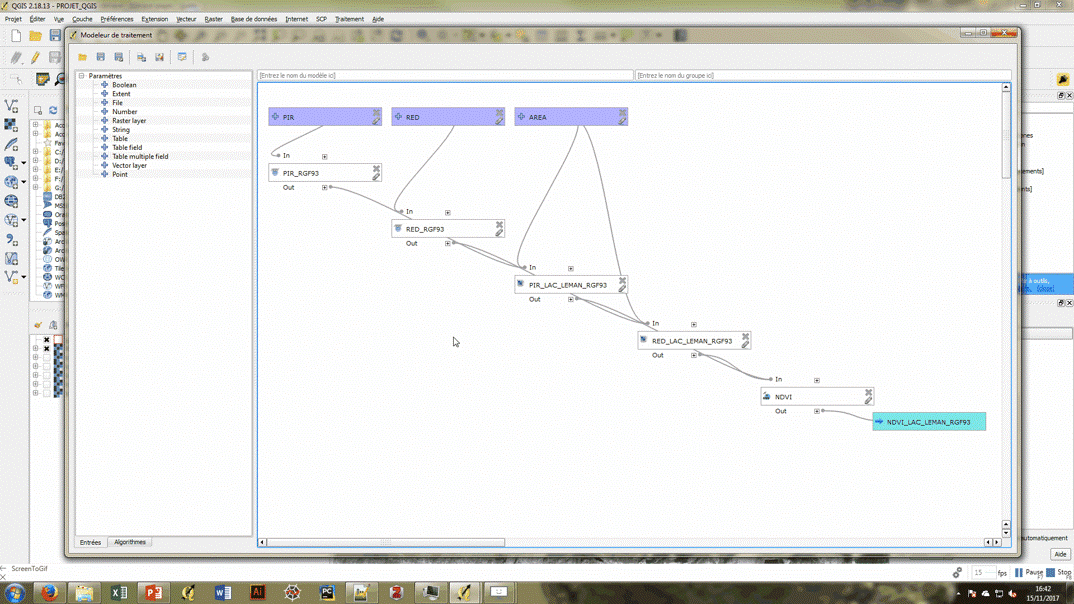 QGIS 2.18.13 - PROJET_QGIS
Projet Éditer Vue Couche Préférences Extension Vecteur Raster Base de données Internet SCP Traitement Aide
Modeleur de traitement
Paramètres
Boolean
Extent
File
Number
Raster layer
String
Table
Table field
Table multiple field
Vector layer
Point
Entrées Algorithmes
[Entrez le nom du modèle ici] [Entrez le nom du groupe ici]
PIR RED AREA
In
PIR_RGF93
Out
In
RED_RGF93
Out
In
PIR_LAC_LEMAN_RGF93
Out
In
RED_LAC_LEMAN_RGF93
Out
In
NDVI
Out
NDVI_LAC_LEMAN_RGF93
automatiquement
Aide
ScreenToGif
15 fps Pause Stop
16:42
15/11/2017